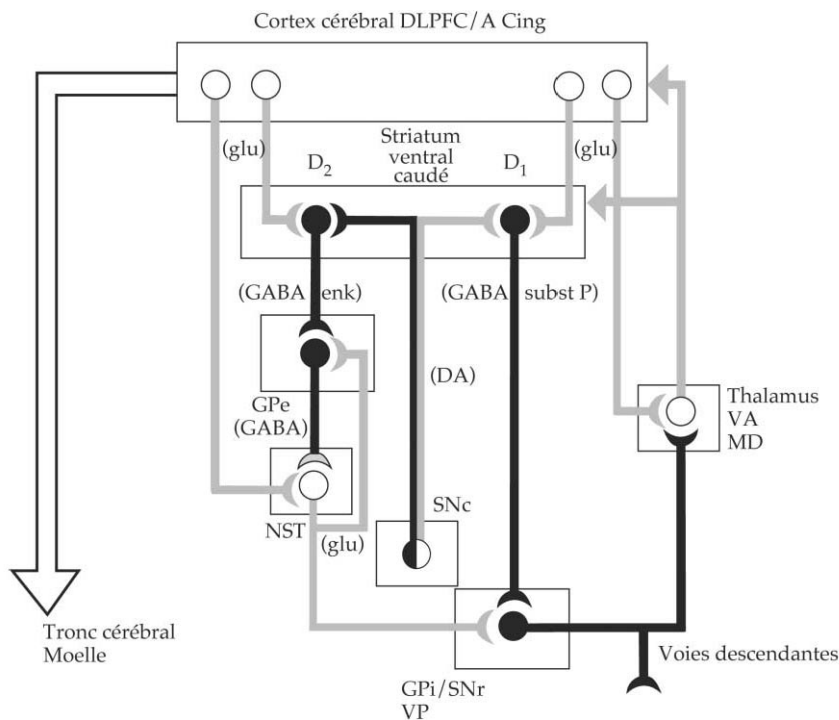 Cortex cérébral DLPFC/A Cing
(glu)
Striatum
ventral
caudé
(glu)
D2
D1
(GABA enk)
(GABA subst P)
(DA)
GPe
(GABA)
Thalamus
VA
MD
SNc
NST
(glu)
Tronc cérébral
Moelle
Voies descendantes
GPi/SNr
VP